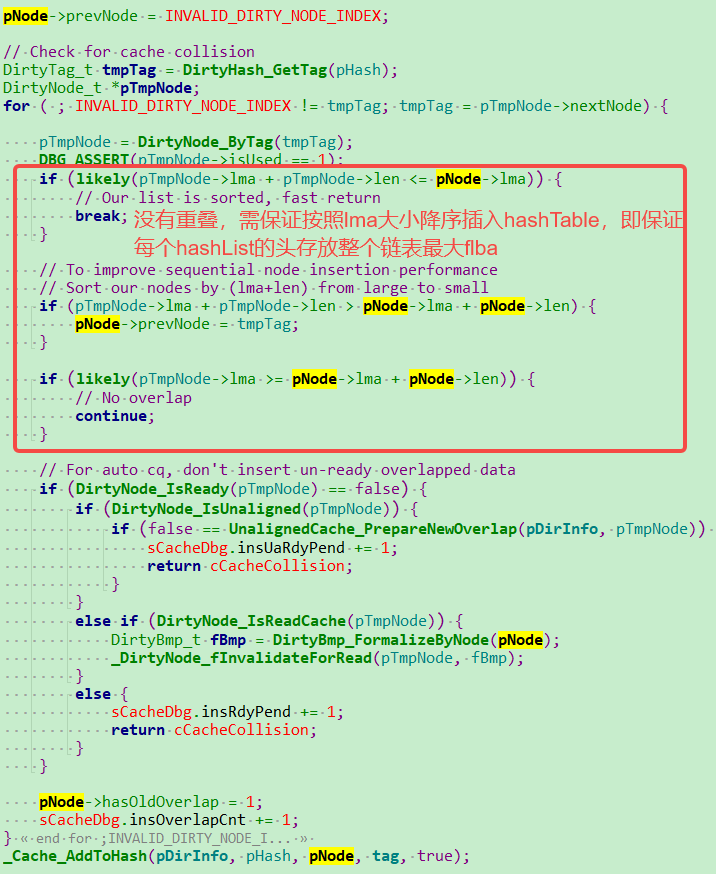 pNode->prevNode = INVALID_DIRTY_NODE_INDEX;
// Check for cache collision
DirtyTag_t tmpTag = DirtyHash_GetTag(pHash);
DirtyNode_t *pTmpNode;
for ( ; INVALID_DIRTY_NODE_INDEX != tmpTag; tmpTag = pTmpNode->nextNode) {
pTmpNode = DirtyNode_ByTag(tmpTag);
DBG_ASSERT(pTmpNode->isUsed == 1);
if (likely(pTmpNode->lma + pTmpNode->len <= pNode->lma)) {
// Our list is sorted, fast return
break;
没有重叠，需保证按照lma大小降序插入hashTable，即保证
}
每个hashList的头存放整个链表最大flba
// To improve sequential node insertion performance
// Sort our nodes by (lma+len) from large to small
if (pTmpNode->lma + pTmpNode->len > pNode->lma + pNode->len) {
pNode->prevNode = tmpTag;
}
if (likely(pTmpNode->lma >= pNode->lma + pNode->len)) {
// No overlap
continue;
}
// For auto cq, don't insert un-ready overlapped data
if (DirtyNode_IsReady(pTmpNode) == false) {
if (DirtyNode_IsUnaligned(pTmpNode)) {
if (false == UnalignedCache_PrepareNewOverlap(pDirInfo, pTmpNode))
sCacheDbg.insUaRdyPend += 1;
return cCacheCollision;
}
}
else if (DirtyNode_IsReadCache(pTmpNode)) {
DirtyBmp_t fBmp = DirtyBmp_FormalizeByNode(pNode);
_DirtyNode_fInvalidateForRead(pTmpNode, fBmp);
}
else {
sCacheDbg.insRdyPend += 1;
return cCacheCollision;
}
}
pNode->hasOldOverlap = 1;
sCacheDbg.insOverlapCnt += 1;
} « end for ;INVALID_DIRTY_NODE_I... »
_Cache_AddToHash(pDirInfo, pHash, pNode, tag, true);